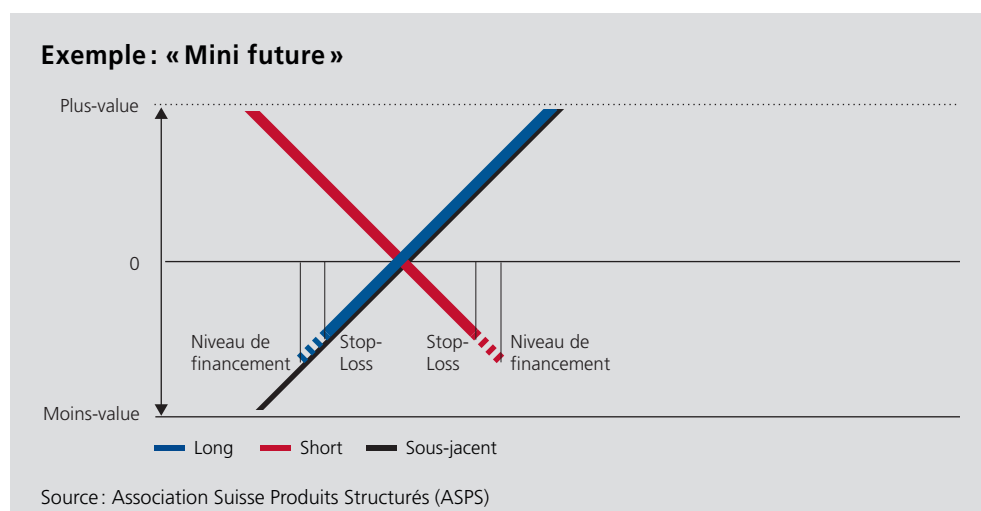 Exemple : « Mini future »
Plus-value
0
Niveau de
financement
Stop-
Loss
Stop-
Loss
Niveau de
financement
Moins-value
Long
Short
Sous-jacent
Source : Association Suisse Produits Structurés (ASPS)